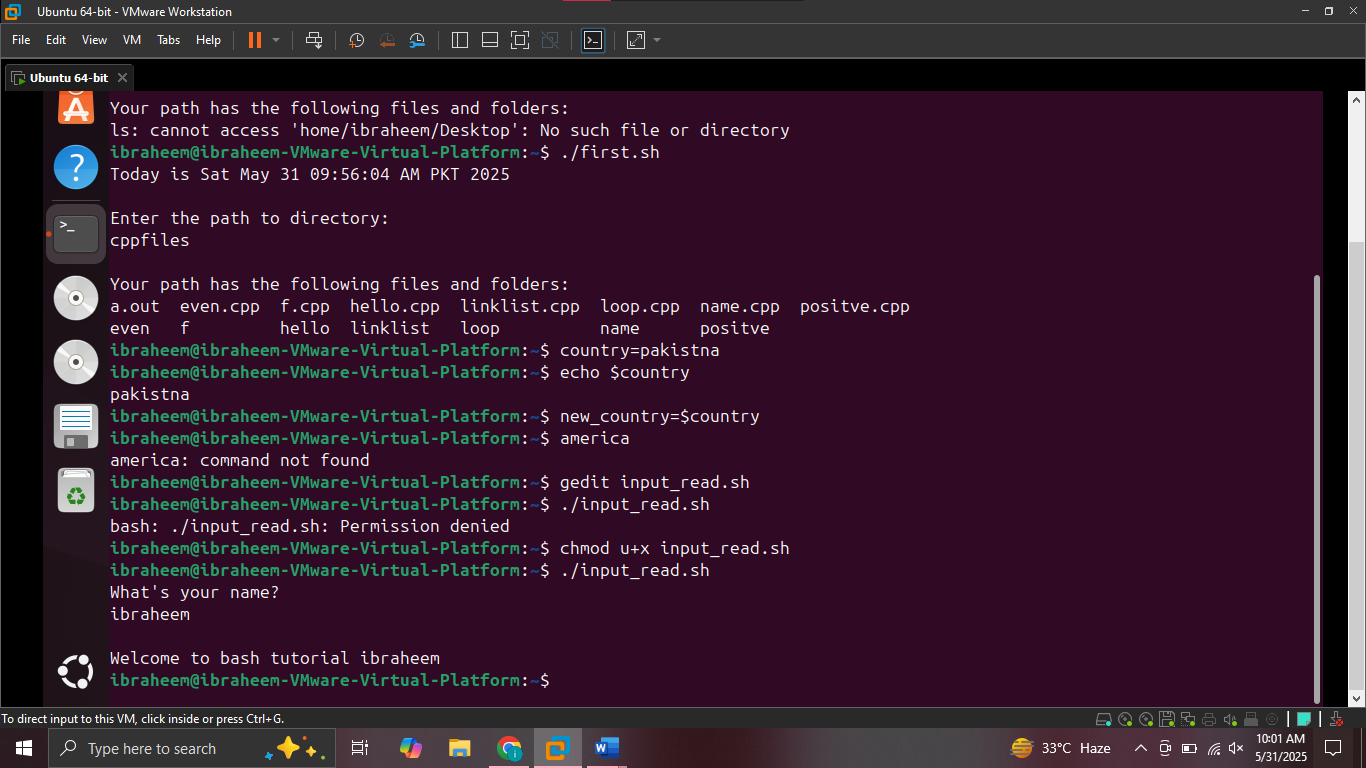 Ubuntu 64-bit - VMware Workstation
File Edit View VM Tabs Help
Ubuntu 64-bit
Your path has the following files and folders:
ls: cannot access 'home/ibraheem/Desktop': No such file or directory
ibraheem@ibraheem-VMware-Virtual-Platform:~$ ./first.sh
Today is Sat May 31 09:56:04 AM PKT 2025
Enter the path to directory:
cppfiles
Your path has the following files and folders:
a.out even.cpp f.cpp hello.cpp linklist.cpp loop.cpp name.cpp positve.cpp
even f hello linklist loop name positve
ibraheem@ibraheem-VMware-Virtual-Platform:~$ country=pakistna
ibraheem@ibraheem-VMware-Virtual-Platform:~$ echo $country
pakistna
ibraheem@ibraheem-VMware-Virtual-Platform:~$ new_country=$country
ibraheem@ibraheem-VMware-Virtual-Platform:~$ america
america: command not found
ibraheem@ibraheem-VMware-Virtual-Platform:~$ gedit input_read.sh
ibraheem@ibraheem-VMware-Virtual-Platform:~$ ./input_read.sh
bash: ./input_read.sh: Permission denied
ibraheem@ibraheem-VMware-Virtual-Platform:~$ chmod u+x input_read.sh
ibraheem@ibraheem-VMware-Virtual-Platform:~$ ./input_read.sh
What's your name?
ibraheem
Welcome to bash tutorial ibraheem
ibraheem@ibraheem-VMware-Virtual-Platform:~$
To direct input to this VM, click inside or press Ctrl+G.
Type here to search
33°C Haze
10:01 AM
5/31/2025